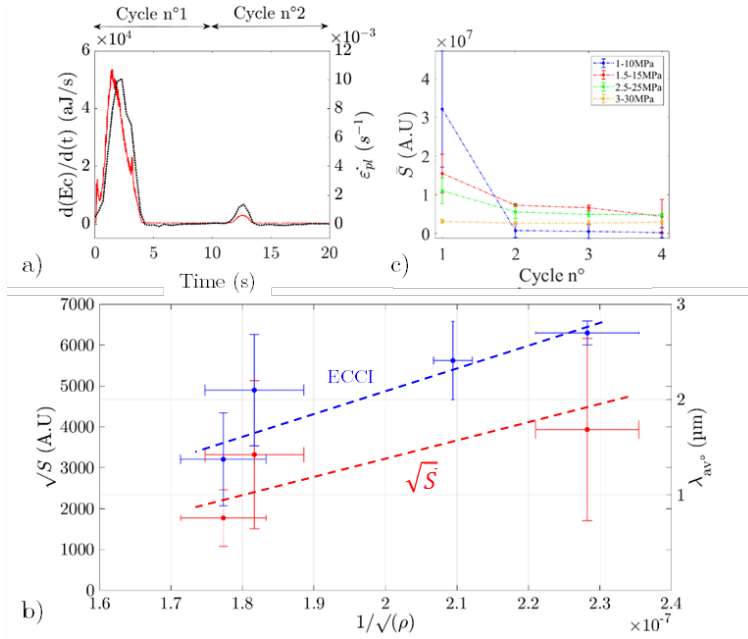 Cycle n°1 Cycle n°2
×10⁴ ×10⁻³
6 4 2 0
d(Ec)/d(t) (aJ/s)
12 10 8 6 4 2 0
ε̇pl (s⁻¹)
0 5 10 15 20
Time (s)
a)
×10⁷
4 3 2 1 0
S̄ (A.U)
1-10MPa
1.5-15MPa
2.5-25MPa
3-30MPa
1 2 3 4
Cycle n°
c)
7000 6000 5000 4000 3000 2000 1000 0
√S (A.U)
ECCI
√S̄
3 2 1
λav° (µm)
1.6 1.7 1.8 1.9 2 2.1 2.2 2.3 2.4
×10⁻⁷
1/√(ρ)
b)